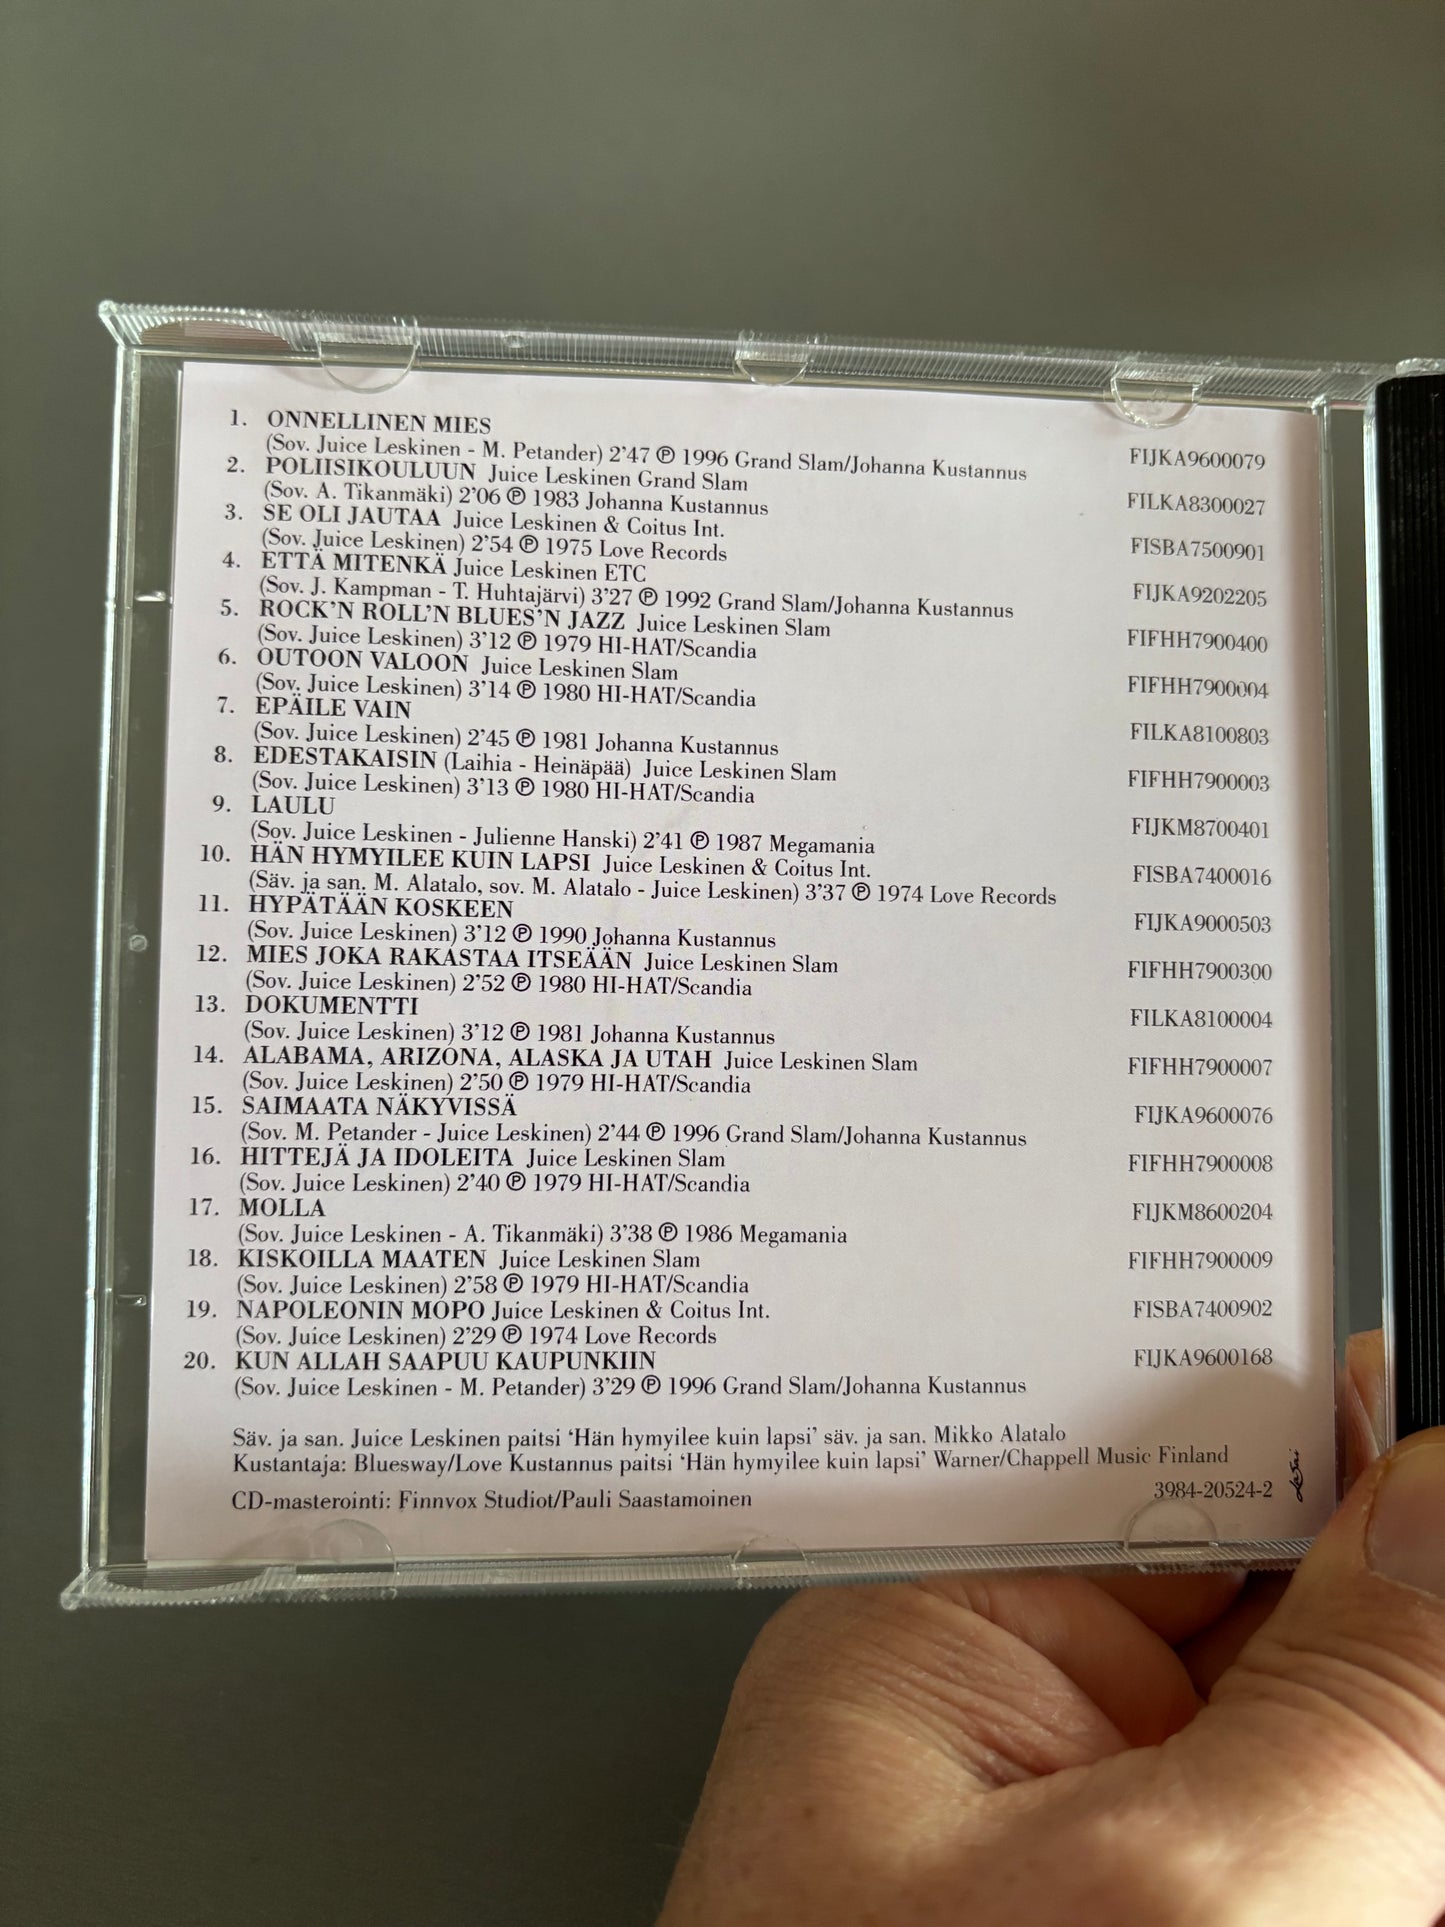 1. ONNELLINEN MIES
(Sov. Juice Leskinen - M. Petander) 2'47 ℗ 1996 Grand Slam/Johanna Kustannus FIJKA9600079
2. POLIISIKOULUUN Juice Leskinen Grand Slam
(Sov. A. Tikanmäki) 2'06 ℗ 1983 Johanna Kustannus FILKA8300027
3. SE OLI JAUTAA Juice Leskinen & Coitus Int.
(Sov. Juice Leskinen) 2'54 ℗ 1975 Love Records FISBA7500901
4. ETTÄ MITENKÄ Juice Leskinen ETC
(Sov. J. Kampman - T. Huhtajärvi) 3'27 ℗ 1992 Grand Slam/Johanna Kustannus FIJKA9202205
5. ROCK'N ROLL'N BLUES'N JAZZ Juice Leskinen Slam
(Sov. Juice Leskinen) 3'12 ℗ 1979 HI-HAT/Scandia FIFHH7900400
6. OUTOON VALOON Juice Leskinen Slam
(Sov. Juice Leskinen) 3'14 ℗ 1980 HI-HAT/Scandia FIFHH7900004
7. EPÄILE VAIN
(Sov. Juice Leskinen) 2'45 ℗ 1981 Johanna Kustannus FILKA8100803
8. EDESTAKAISIN (Laihia - Heinäpää) Juice Leskinen Slam
(Sov. Juice Leskinen) 3'13 ℗ 1980 HI-HAT/Scandia FIFHH7900003
9. LAULU
(Sov. Juice Leskinen - Julienne Hanski) 2'41 ℗ 1987 Megamania FIJKM8700401
10. HÄN HYMYILEE KUIN LAPSI Juice Leskinen & Coitus Int.
(Säv. ja san. M. Alatalo, sov. M. Alatalo - Juice Leskinen) 3'37 ℗ 1974 Love Records FISBA7400016
11. HYPÄTÄÄN KOSKEEN
(Sov. Juice Leskinen) 3'12 ℗ 1990 Johanna Kustannus FIJKA9000503
12. MIES JOKA RAKASTAA ITSEÄÄN Juice Leskinen Slam
(Sov. Juice Leskinen) 2'52 ℗ 1980 HI-HAT/Scandia FIFHH7900300
13. DOKUMENTTI
(Sov. Juice Leskinen) 3'12 ℗ 1981 Johanna Kustannus FILKA8100004
14. ALABAMA, ARIZONA, ALASKA JA UTAH Juice Leskinen Slam
(Sov. Juice Leskinen) 2'50 ℗ 1979 HI-HAT/Scandia FIFHH7900007
15. SAIMAATA NÄKYVISSÄ
(Sov. M. Petander - Juice Leskinen) 2'44 ℗ 1996 Grand Slam/Johanna Kustannus FIJKA9600076
16. HITTEJÄ JA IDOLEITA Juice Leskinen Slam
(Sov. Juice Leskinen) 2'40 ℗ 1979 HI-HAT/Scandia FIFHH7900008
17. MOLLA
(Sov. Juice Leskinen - A. Tikanmäki) 3'38 ℗ 1986 Megamania FIJKM8600204
18. KISKOILLA MAATEN Juice Leskinen Slam
(Sov. Juice Leskinen) 2'58 ℗ 1979 HI-HAT/Scandia FIFHH7900009
19. NAPOLEONIN MOPO Juice Leskinen & Coitus Int.
(Sov. Juice Leskinen) 2'29 ℗ 1974 Love Records FISBA7400902
20. KUN ALLAH SAAPUU KAUPUNKIIN
(Sov. Juice Leskinen - M. Petander) 3'29 ℗ 1996 Grand Slam/Johanna Kustannus FIJKA9600168
Säv. ja san. Juice Leskinen paitsi 'Hän hymyilee kuin lapsi' säv. ja san. Mikko Alatalo
Kustantaja: Bluesway/Love Kustannus paitsi 'Hän hymyilee kuin lapsi' Warner/Chappell Music Finland
CD-masterointi: Finnvox Studiot/Pauli Saastamoinen 3984-20524-2